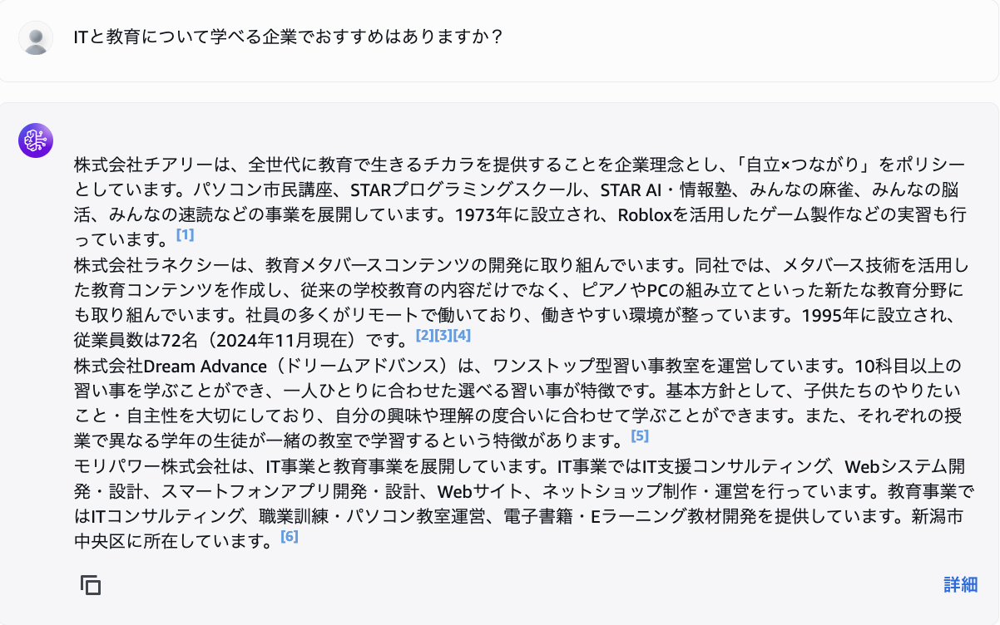 ITと教育について学べる企業でおすすめはありますか？
株式会社チアリーは、全世代に教育で生きるチカラを提供することを企業理念とし、「自立×つながり」をポリシー
としています。パソコン市民講座、STARプログラミングスクール、STAR AI・情報塾、みんなの麻雀、みんなの脳
活、みんなの速読などの事業を展開しています。1973年に設立され、Robloxを活用したゲーム製作などの実習も行
っています。[1]
株式会社ラネクシーは、教育メタバースコンテンツの開発に取り組んでいます。同社では、メタバース技術を活用し
た教育コンテンツを作成し、従来の学校教育の内容だけでなく、ピアノやPCの組み立てといった新たな教育分野に
も取り組んでいます。社員の多くがリモートで働いており、働きやすい環境が整っています。1995年に設立され、
従業員数は72名（2024年11月現在）です。[2][3][4]
株式会社Dream Advance（ドリームアドバンス）は、ワンストップ型習い事教室を運営しています。10科目以上の
習い事を学ぶことができ、一人ひとりに合わせた選べる習い事が特徴です。基本方針として、子供たちのやりたい
こと・自主性を大切にしており、自分の興味や理解の度合いに合わせて学ぶことができます。また、それぞれの授
業で異なる学年の生徒が一緒の教室で学習するという特徴があります。[5]
モリパワー株式会社は、IT事業と教育事業を展開しています。IT事業ではIT支援コンサルティング、Webシステム開
発・設計、スマートフォンアプリ開発・設計、Webサイト、ネットショップ制作・運営を行っています。教育事業で
はITコンサルティング、職業訓練・パソコン教室運営、電子書籍・Eラーニング教材開発を提供しています。新潟市
中央区に所在しています。[6]
詳細